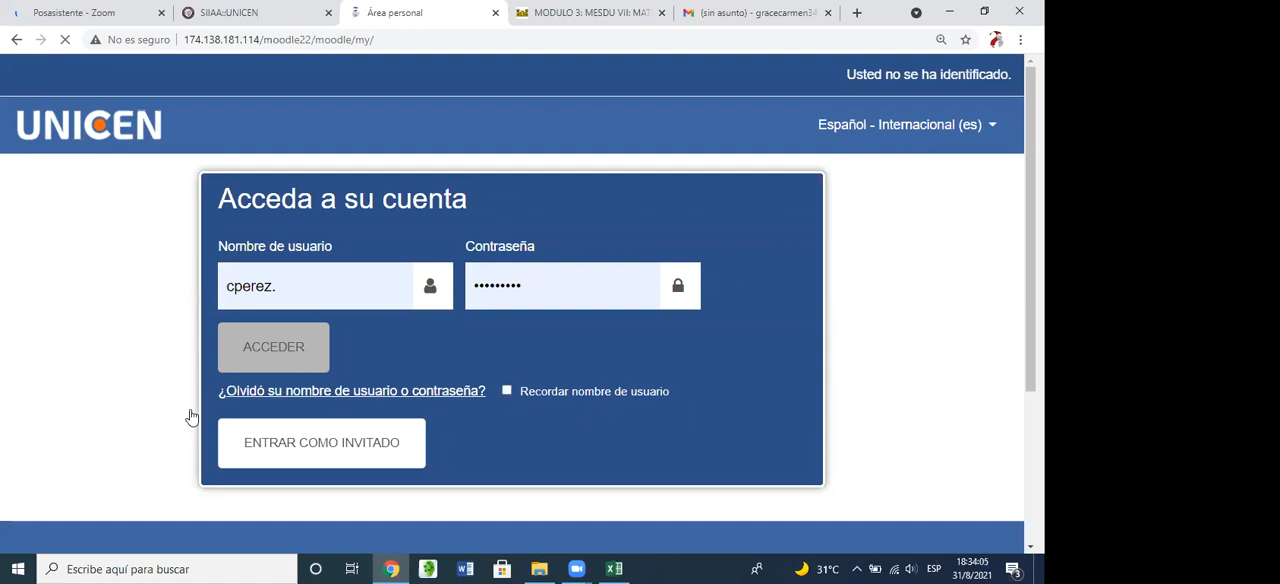 Posasistente - Zoom
SIIAA::UNICEN
Área personal
MODULO 3: MESDU VII: MAT
(sin asunto) - gracecarmen34
No es seguro | 174.138.181.114/moodle22/moodle/my/
Usted no se ha identificado.
UNICEN
Español - Internacional (es)
Acceda a su cuenta
Nombre de usuario
Contraseña
cperez.
•••••••••
ACCEDER
¿Olvidó su nombre de usuario o contraseña?
Recordar nombre de usuario
ENTRAR COMO INVITADO
Escribe aquí para buscar
31°C
ESP
18:34:05
31/8/2021
3